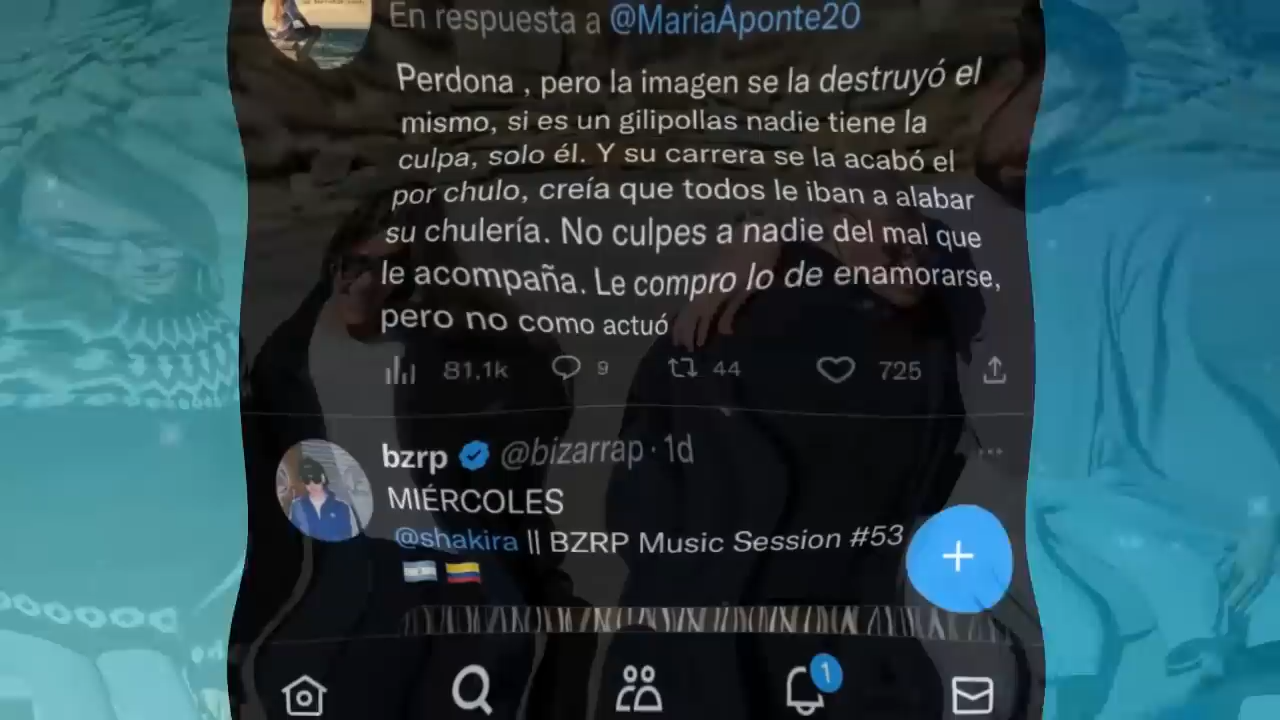 En respuesta a @MariaAponte20
Perdona , pero la imagen se la destruyó el
mismo, si es un gilipollas nadie tiene la
culpa, solo él. Y su carrera se la acabó el
por chulo, creía que todos le iban a alabar
su chulería. No culpes a nadie del mal que
le acompaña. Le compro lo de enamorarse,
pero no como actuó
81.1k 9 44 725
bzrp @bizarrap · 1d
MIÉRCOLES
@shakira || BZRP Music Session #53
1